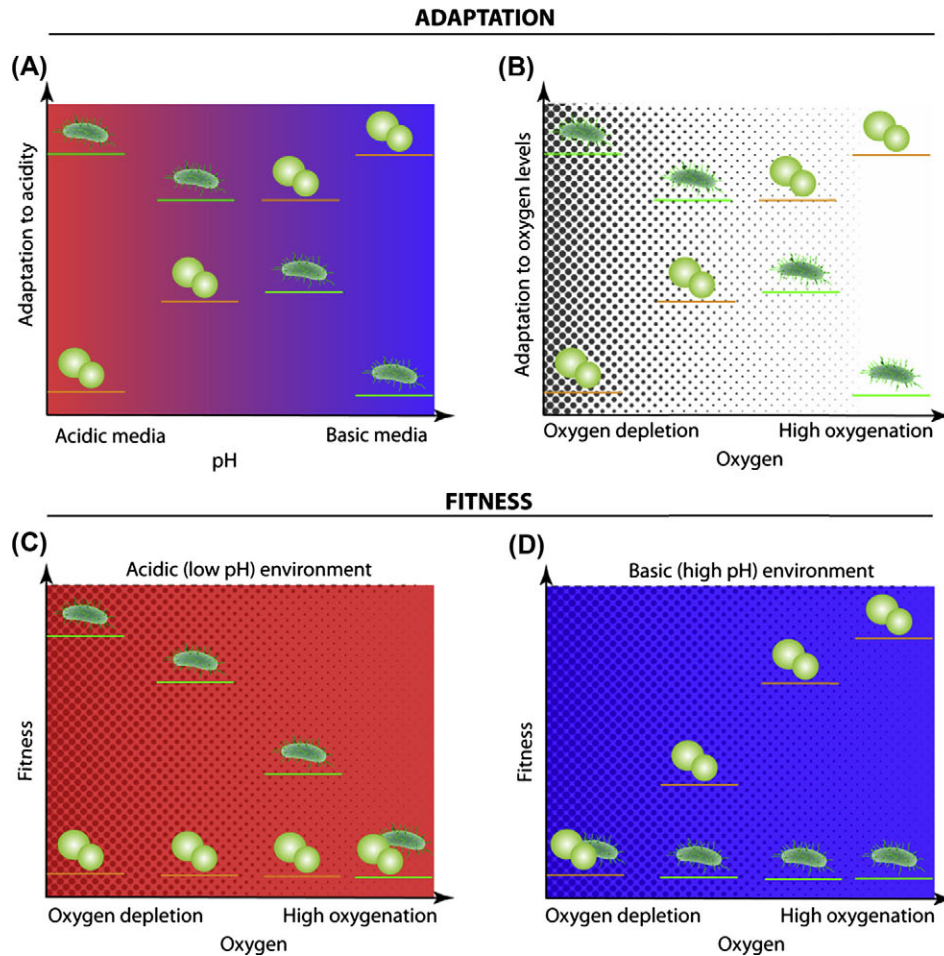 ADAPTATION
(A)
Adaptation to acidity
Acidic media
Basic media
pH
(B)
Adaptation to oxygen levels
Oxygen depletion
High oxygenation
Oxygen
FITNESS
(C)
Acidic (low pH) environment
Fitness
Oxygen depletion
High oxygenation
Oxygen
(D)
Basic (high pH) environment
Fitness
Oxygen depletion
High oxygenation
Oxygen